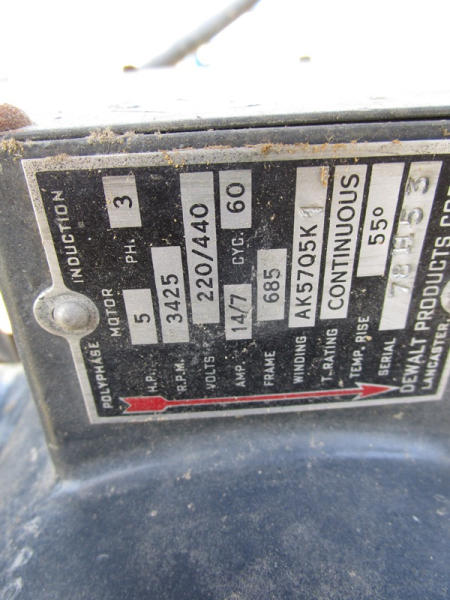 POLYPHASE INDUCTION
MOTOR PH. 3
H.P. 5
R.P.M. 3425
VOLTS 220/440
AMP. 14/7 CYC. 60
FRAME 685
WINDING AK57Q5K1
T. RATING CONTINUOUS
TEMP. RISE 55°
SERIAL 78H53
DEWALT PRODUCTS
LANCASTER,